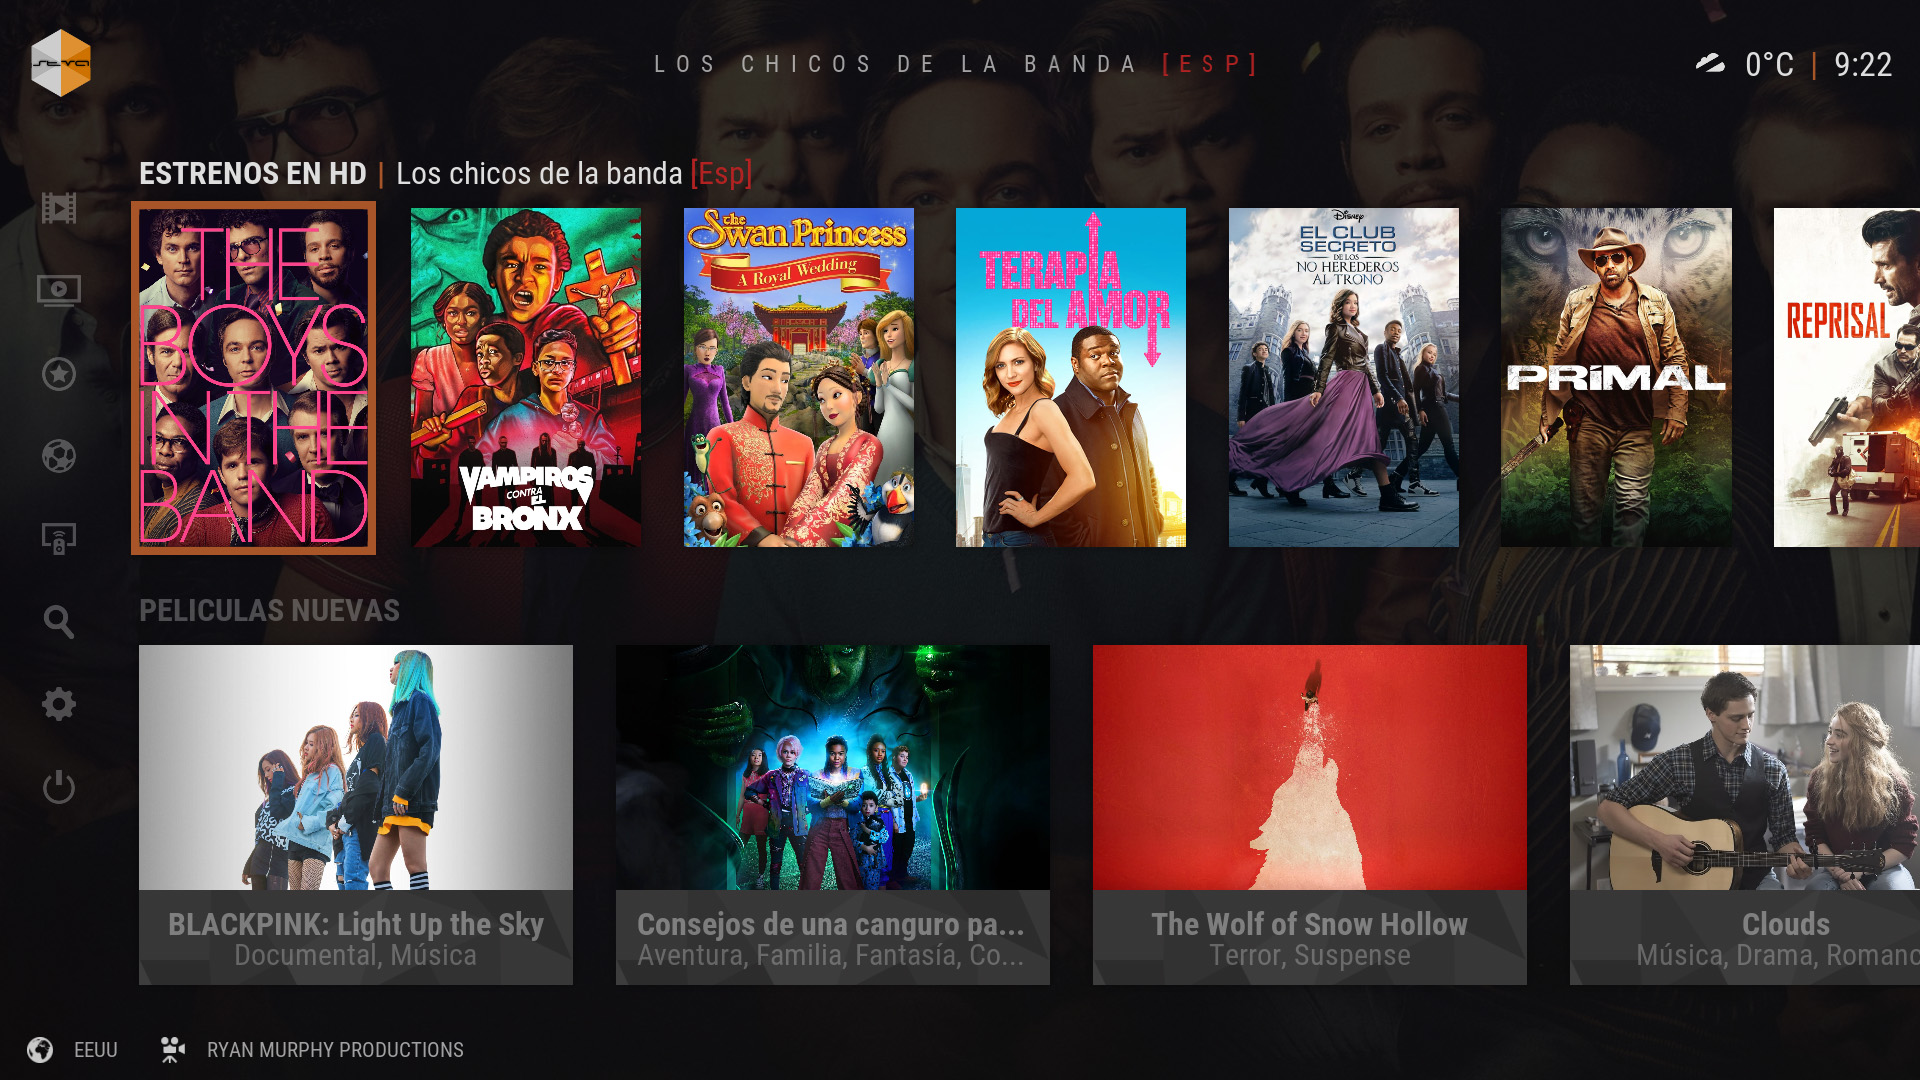 LOS CHICOS DE LA BANDA [ESP]
0°C | 9:22
ESTRENOS EN HD | Los chicos de la banda [Esp]
THE
BOYS
IN THE
BAND
VAMPIROS
CONTRA
EL
BRONX
the
Swan Princess
A Royal Wedding
TERAPIA
DEL AMOR
Disney
EL CLUB
SECRETO
DE LOS
NO HEREDEROS
AL TRONO
PRiMAL
REPRISAL
PELICULAS NUEVAS
BLACKPINK: Light Up the Sky
Documental, Música
Consejos de una canguro pa...
Aventura, Familia, Fantasía, Co...
The Wolf of Snow Hollow
Terror, Suspense
Clouds
Música, Drama, Romanc
EEUU
RYAN MURPHY PRODUCTIONS